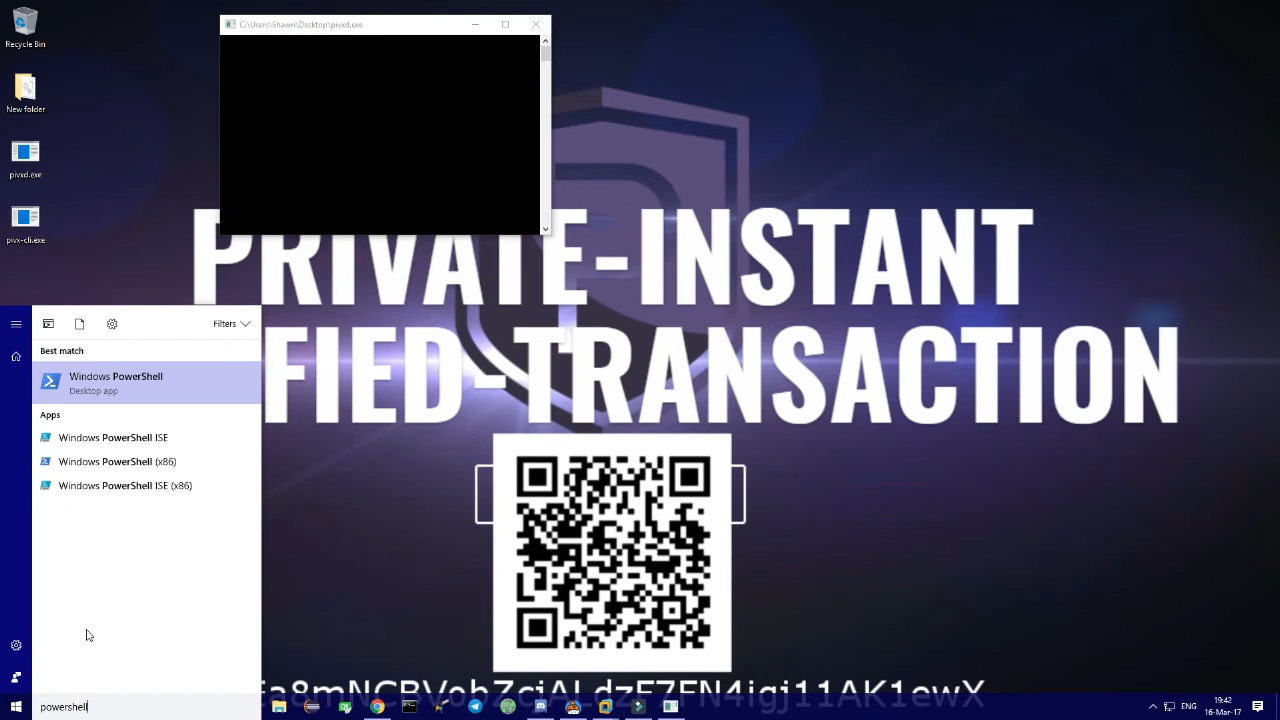 Recycle Bin
C:\Users\Shawn\Desktop\pivxd.exe
New folder
pivxd.exe
pivx-cli.exe
PRIVATE-INSTANT
FIED-TRANSACTION
Filters
Best match
Windows PowerShell
Desktop app
Apps
Windows PowerShell ISE
Windows PowerShell (x86)
Windows PowerShell ISE (x86)
powershell
19:42
16-Mar-17